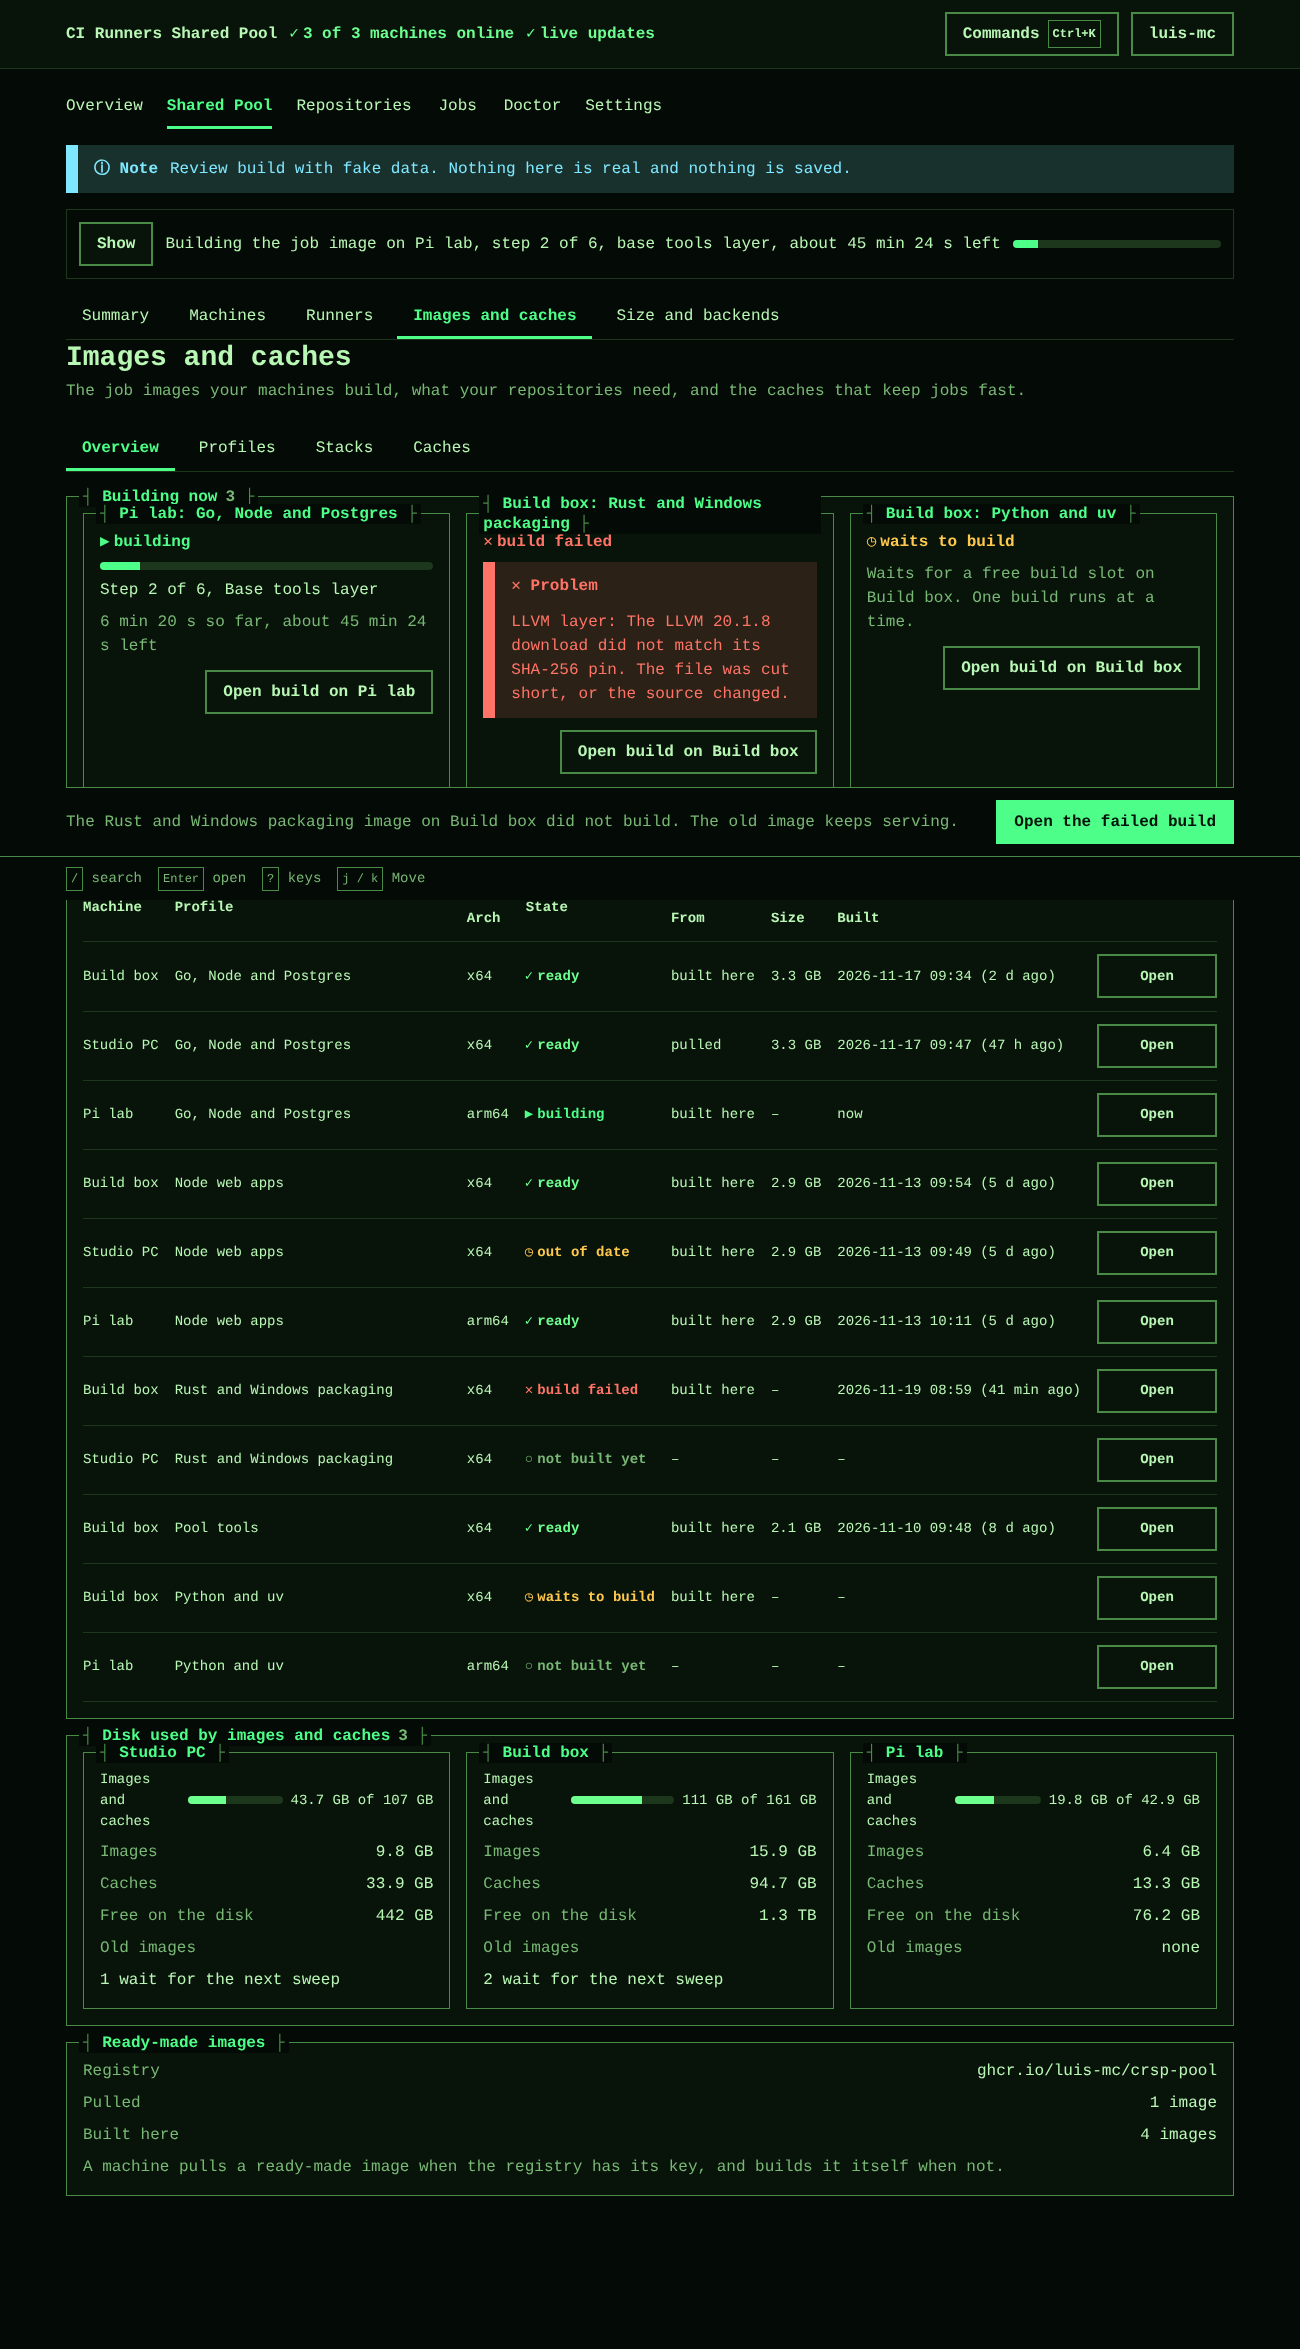 CI Runners Shared Pool ✓ 3 of 3 machines online ✓ live updates Commands Ctrl+K luis-mc
Overview Shared Pool Repositories Jobs Doctor Settings
ⓘ Note Review build with fake data. Nothing here is real and nothing is saved.
Show Building the job image on Pi lab, step 2 of 6, base tools layer, about 45 min 24 s left
Summary Machines Runners Images and caches Size and backends
Images and caches
The job images your machines build, what your repositories need, and the caches that keep jobs fast.
Overview Profiles Stacks Caches
┤ Building now 3 ├
┤ Pi lab: Go, Node and Postgres ├
▶ building
Step 2 of 6, Base tools layer
6 min 20 s so far, about 45 min 24
s left
Open build on Pi lab
┤ Build box: Rust and Windows
packaging ├
✕ build failed
✕ Problem
LLVM layer: The LLVM 20.1.8
download did not match its
SHA-256 pin. The file was cut
short, or the source changed.
Open build on Build box
┤ Build box: Python and uv ├
◷ waits to build
Waits for a free build slot on
Build box. One build runs at a
time.
Open build on Build box
The Rust and Windows packaging image on Build box did not build. The old image keeps serving. Open the failed build
/ search Enter open ? keys j / k Move
Machine Profile Arch State From Size Built
Build box Go, Node and Postgres x64 ✓ ready built here 3.3 GB 2026-11-17 09:34 (2 d ago) Open
Studio PC Go, Node and Postgres x64 ✓ ready pulled 3.3 GB 2026-11-17 09:47 (47 h ago) Open
Pi lab Go, Node and Postgres arm64 ▶ building built here – now Open
Build box Node web apps x64 ✓ ready built here 2.9 GB 2026-11-13 09:54 (5 d ago) Open
Studio PC Node web apps x64 ◷ out of date built here 2.9 GB 2026-11-13 09:49 (5 d ago) Open
Pi lab Node web apps arm64 ✓ ready built here 2.9 GB 2026-11-13 10:11 (5 d ago) Open
Build box Rust and Windows packaging x64 ✕ build failed built here – 2026-11-19 08:59 (41 min ago) Open
Studio PC Rust and Windows packaging x64 ○ not built yet – – – Open
Build box Pool tools x64 ✓ ready built here 2.1 GB 2026-11-10 09:48 (8 d ago) Open
Build box Python and uv x64 ◷ waits to build built here – – Open
Pi lab Python and uv arm64 ○ not built yet – – – Open
┤ Disk used by images and caches 3 ├
┤ Studio PC ├
Images
and
caches
43.7 GB of 107 GB
Images 9.8 GB
Caches 33.9 GB
Free on the disk 442 GB
Old images
1 wait for the next sweep
┤ Build box ├
Images
and
caches
111 GB of 161 GB
Images 15.9 GB
Caches 94.7 GB
Free on the disk 1.3 TB
Old images
2 wait for the next sweep
┤ Pi lab ├
Images
and
caches
19.8 GB of 42.9 GB
Images 6.4 GB
Caches 13.3 GB
Free on the disk 76.2 GB
Old images none
┤ Ready-made images ├
Registry ghcr.io/luis-mc/crsp-pool
Pulled 1 image
Built here 4 images
A machine pulls a ready-made image when the registry has its key, and builds it itself when not.